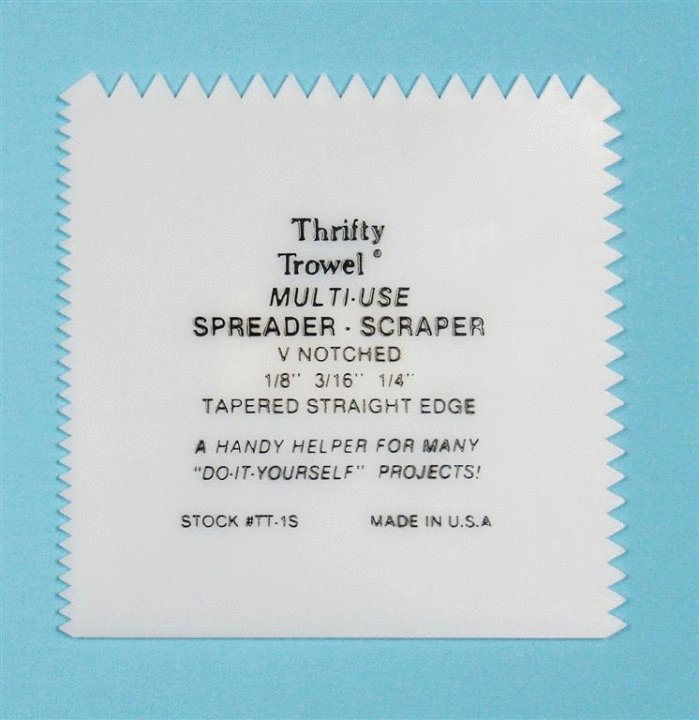 Thrifty
Trowel®
MULTI-USE
SPREADER · SCRAPER
V NOTCHED
1/8" 3/16" 1/4"
TAPERED STRAIGHT EDGE
A HANDY HELPER FOR MANY
"DO-IT-YOURSELF" PROJECTS!
STOCK #TT-1S MADE IN U.S.A